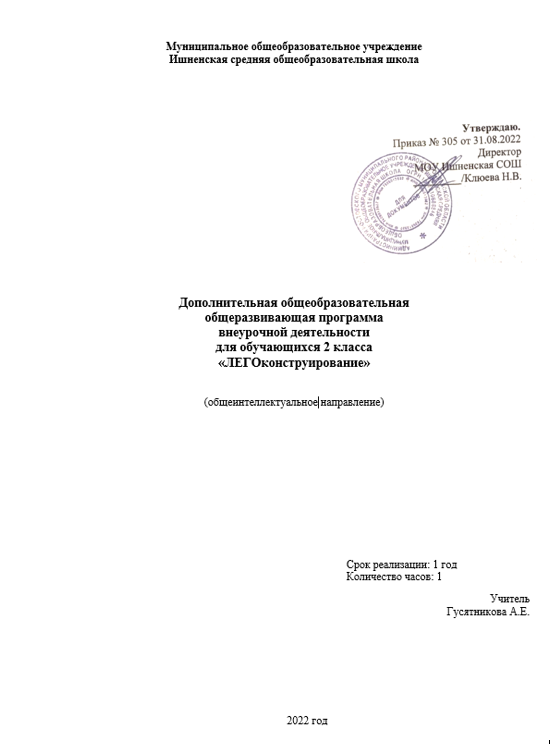 Муниципальное общеобразовательное учреждение
Ишненская средняя общеобразовательная школа
Утверждаю.
Приказ № 305 от 31.08.2022
Директор
МОУ Ишненская СОШ
/Клюева Н.В.
ДЛЯ
ДОКУМЕНТОВ
Дополнительная общеобразовательная
общеразвивающая программа
внеурочной деятельности
для обучающихся 2 класса
«ЛЕГОконструирование»
(общеинтеллектуальное направление)
Срок реализации: 1 год
Количество часов: 1
Учитель
Гусятникова А.Е.
2022 год